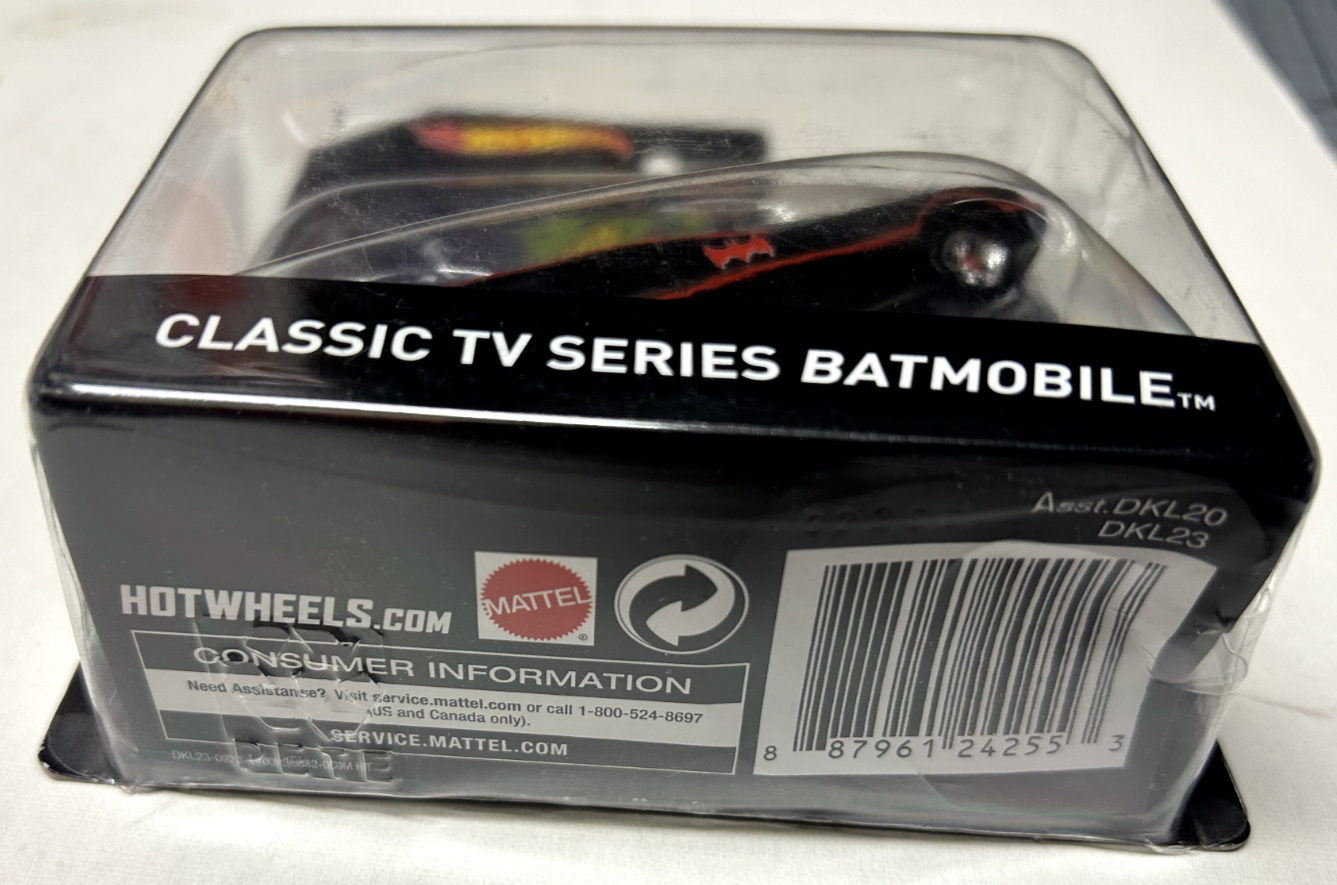 CLASSIC TV SERIES BATMOBILE™
Asst.DKL20
DKL23
HOTWHEELS.COM
MATTEL
®
CONSUMER INFORMATION
Need Assistance? Visit service.mattel.com or call 1-800-524-8697
(US and Canada only).
SERVICE.MATTEL.COM
8 87961 24255 3